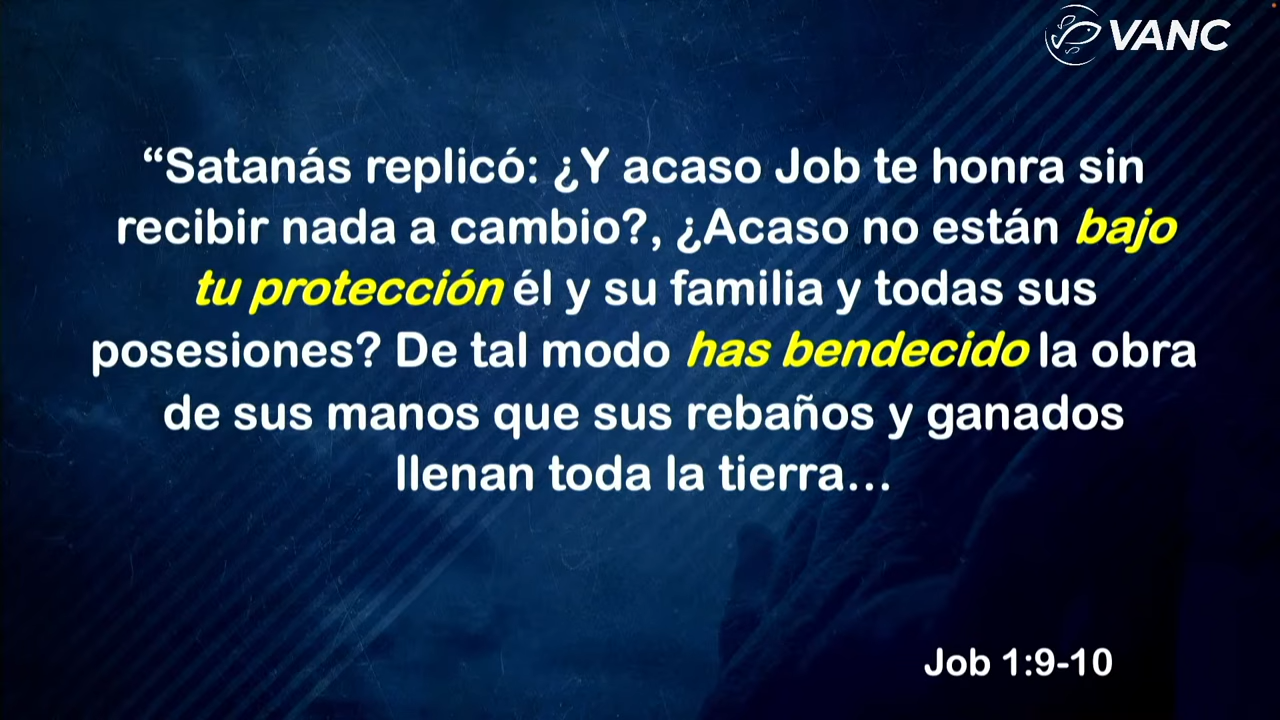 VANC
“Satanás replicó: ¿Y acaso Job te honra sin
recibir nada a cambio?, ¿Acaso no están bajo
tu protección él y su familia y todas sus
posesiones? De tal modo has bendecido la obra
de sus manos que sus rebaños y ganados
llenan toda la tierra...
Job 1:9-10